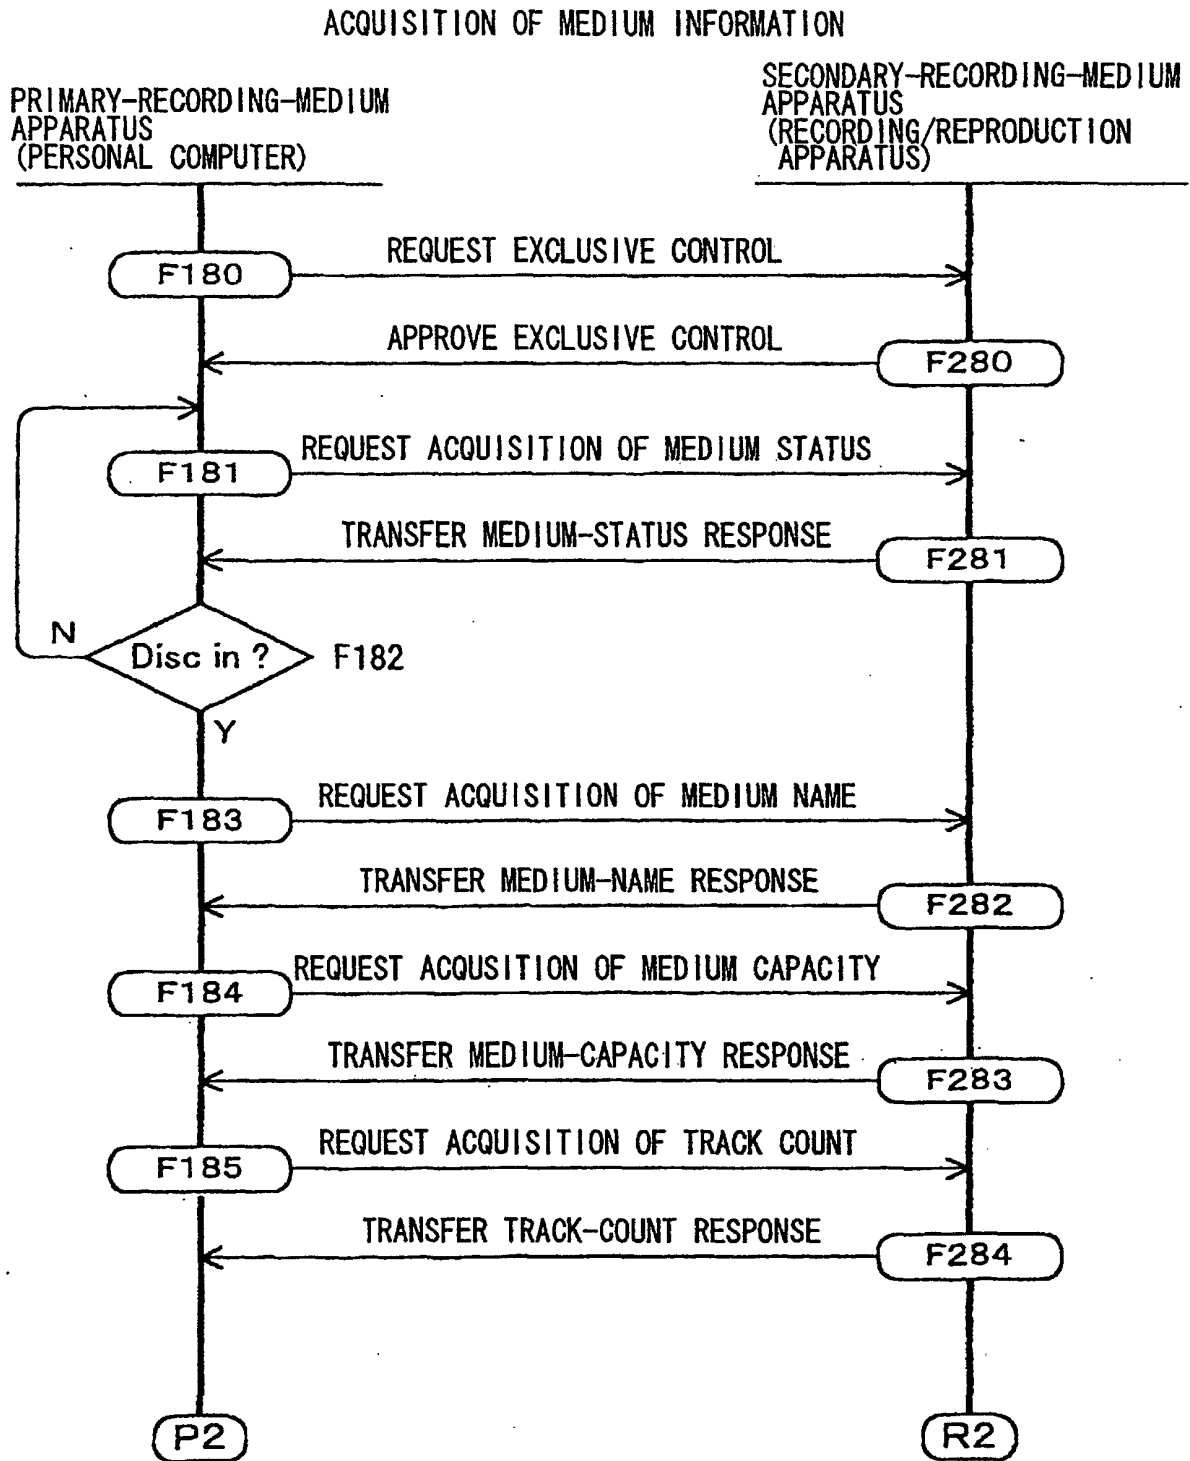 ACQUISITION OF MEDIUM INFORMATION
PRIMARY-RECORDING-MEDIUM
APPARATUS
(PERSONAL COMPUTER)
SECONDARY-RECORDING-MEDIUM
APPARATUS
(RECORDING/REPRODUCTION
APPARATUS)
REQUEST EXCLUSIVE CONTROL
F180
APPROVE EXCLUSIVE CONTROL
F280
REQUEST ACQUISITION OF MEDIUM STATUS
F181
TRANSFER MEDIUM-STATUS RESPONSE
F281
N
Disc in ?
F182
Y
REQUEST ACQUISITION OF MEDIUM NAME
F183
TRANSFER MEDIUM-NAME RESPONSE
F282
REQUEST ACQUSITION OF MEDIUM CAPACITY
F184
TRANSFER MEDIUM-CAPACITY RESPONSE
F283
REQUEST ACQUISITION OF TRACK COUNT
F185
TRANSFER TRACK-COUNT RESPONSE
F284
P2
R2